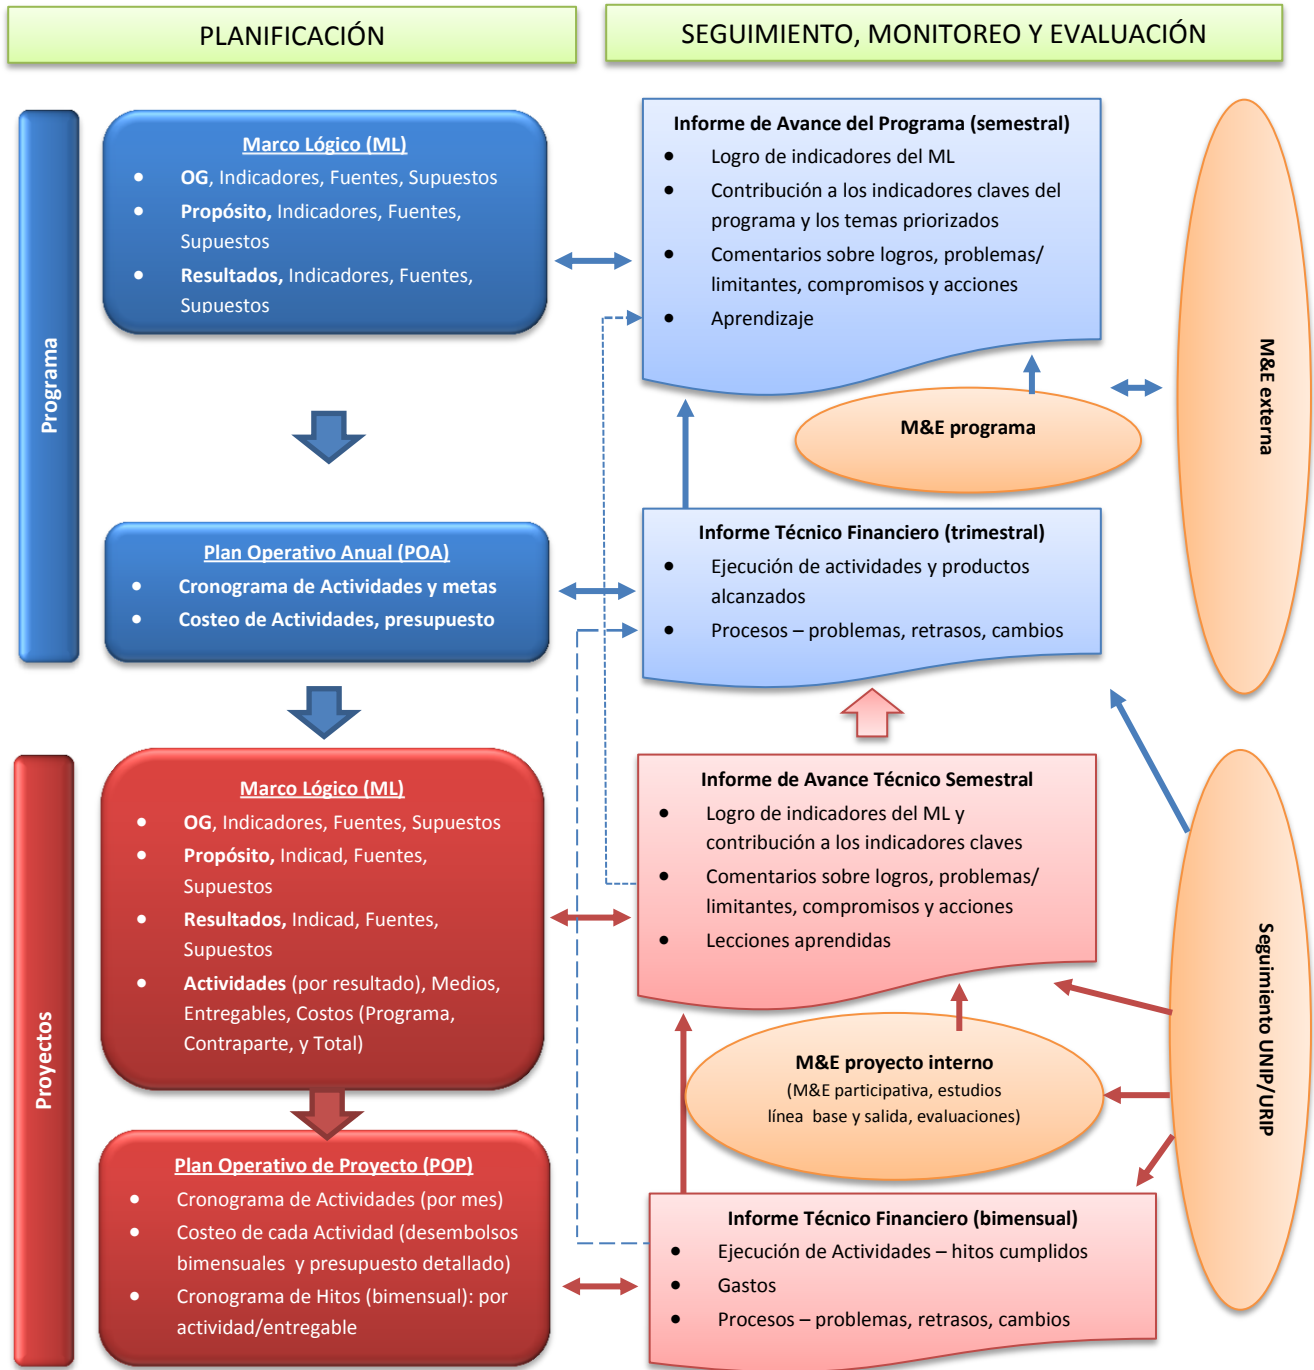 PLANIFICACIÓN
SEGUIMIENTO, MONITOREO Y EVALUACIÓN
Programa
Marco Lógico (ML)
• OG, Indicadores, Fuentes, Supuestos
• Propósito, Indicadores, Fuentes,
Supuestos
• Resultados, Indicadores, Fuentes,
Supuestos
Informe de Avance del Programa (semestral)
• Logro de indicadores del ML
• Contribución a los indicadores claves del
programa y los temas priorizados
• Comentarios sobre logros, problemas/
limitantes, compromisos y acciones
• Aprendizaje
M&E programa
M&E externa
Plan Operativo Anual (POA)
• Cronograma de Actividades y metas
• Costeo de Actividades, presupuesto
Informe Técnico Financiero (trimestral)
• Ejecución de actividades y productos
alcanzados
• Procesos – problemas, retrasos, cambios
Proyectos
Marco Lógico (ML)
• OG, Indicadores, Fuentes, Supuestos
• Propósito, Indicad, Fuentes,
Supuestos
• Resultados, Indicad, Fuentes,
Supuestos
• Actividades (por resultado), Medios,
Entregables, Costos (Programa,
Contraparte, y Total)
Informe de Avance Técnico Semestral
• Logro de indicadores del ML y
contribución a los indicadores claves
• Comentarios sobre logros, problemas/
limitantes, compromisos y acciones
• Lecciones aprendidas
Seguimiento UNIP/URIP
M&E proyecto interno
(M&E participativa, estudios
línea base y salida, evaluaciones)
Plan Operativo de Proyecto (POP)
• Cronograma de Actividades (por mes)
• Costeo de cada Actividad (desembolsos
bimensuales y presupuesto detallado)
• Cronograma de Hitos (bimensual): por
actividad/entregable
Informe Técnico Financiero (bimensual)
• Ejecución de Actividades – hitos cumplidos
• Gastos
• Procesos – problemas, retrasos, cambios